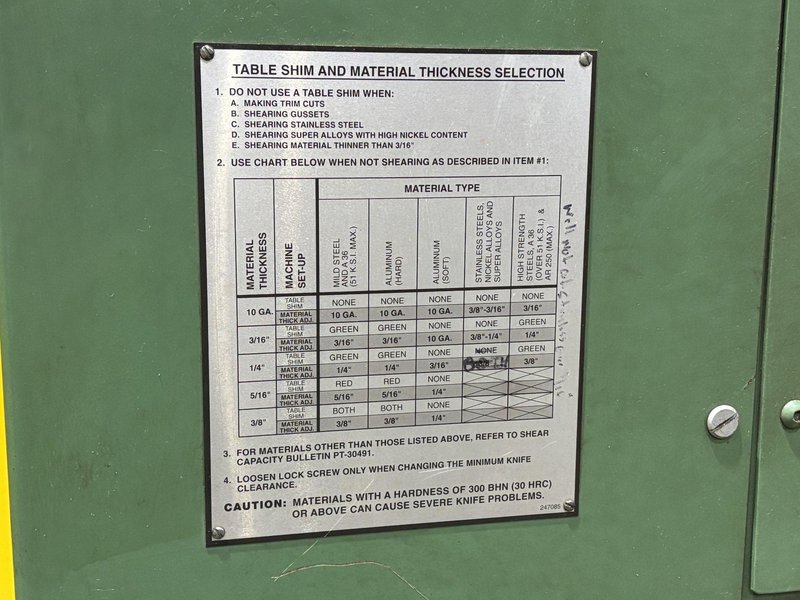 TABLE SHIM AND MATERIAL THICKNESS SELECTION
1. DO NOT USE A TABLE SHIM WHEN:
A. MAKING TRIM CUTS
B. SHEARING GUSSETS
C. SHEARING STAINLESS STEEL
D. SHEARING SUPER ALLOYS WITH HIGH NICKEL CONTENT
E. SHEARING MATERIAL THINNER THAN 3/16"
2. USE CHART BELOW WHEN NOT SHEARING AS DESCRIBED IN ITEM #1:
MATERIAL TYPE
MATERIAL
THICKNESS
MACHINE
SET-UP
MILD STEEL
AND A 36
(51 K.S.I. MAX.)
ALUMINUM
(HARD)
ALUMINUM
(SOFT)
STAINLESS STEELS,
NICKEL ALLOYS AND
SUPER ALLOYS
HIGH STRENGTH
STEELS, A 36
(OVER 51 K.S.I.) &
AR 250 (MAX.)
10 GA.
TABLE SHIM NONE NONE NONE NONE NONE
MATERIAL THICK ADJ. 10 GA. 10 GA. 10 GA. 3/8"-3/16" 3/16"
3/16"
TABLE SHIM GREEN GREEN NONE NONE GREEN
MATERIAL THICK ADJ. 3/16" 3/16" 10 GA. 3/8"-1/4" 1/4"
1/4"
TABLE SHIM GREEN GREEN NONE NONE GREEN
MATERIAL THICK ADJ. 1/4" 1/4" 3/16" BOTH 3/8"
5/16"
TABLE SHIM RED RED NONE
MATERIAL THICK ADJ. 5/16" 5/16" 1/4"
3/8"
TABLE SHIM BOTH BOTH NONE
MATERIAL THICK ADJ. 3/8" 3/8" 1/4"
3. FOR MATERIALS OTHER THAN THOSE LISTED ABOVE, REFER TO SHEAR
CAPACITY BULLETIN PT-30491.
4. LOOSEN LOCK SCREW ONLY WHEN CHANGING THE MINIMUM KNIFE
CLEARANCE.
CAUTION: MATERIALS WITH A HARDNESS OF 300 BHN (30 HRC)
OR ABOVE CAN CAUSE SEVERE KNIFE PROBLEMS.
247085